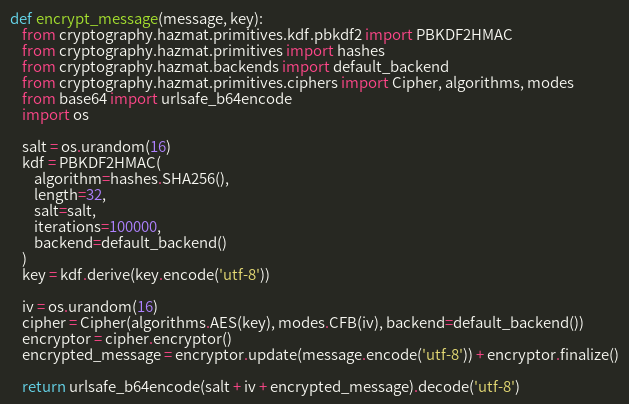 def encrypt_message(message, key):
    from cryptography.hazmat.primitives.kdf.pbkdf2 import PBKDF2HMAC
    from cryptography.hazmat.primitives import hashes
    from cryptography.hazmat.backends import default_backend
    from cryptography.hazmat.primitives.ciphers import Cipher, algorithms, modes
    from base64 import urlsafe_b64encode
    import os

    salt = os.urandom(16)
    kdf = PBKDF2HMAC(
        algorithm=hashes.SHA256(),
        length=32,
        salt=salt,
        iterations=100000,
        backend=default_backend()
    )
    key = kdf.derive(key.encode('utf-8'))

    iv = os.urandom(16)
    cipher = Cipher(algorithms.AES(key), modes.CFB(iv), backend=default_backend())
    encryptor = cipher.encryptor()
    encrypted_message = encryptor.update(message.encode('utf-8')) + encryptor.finalize()

    return urlsafe_b64encode(salt + iv + encrypted_message).decode('utf-8')